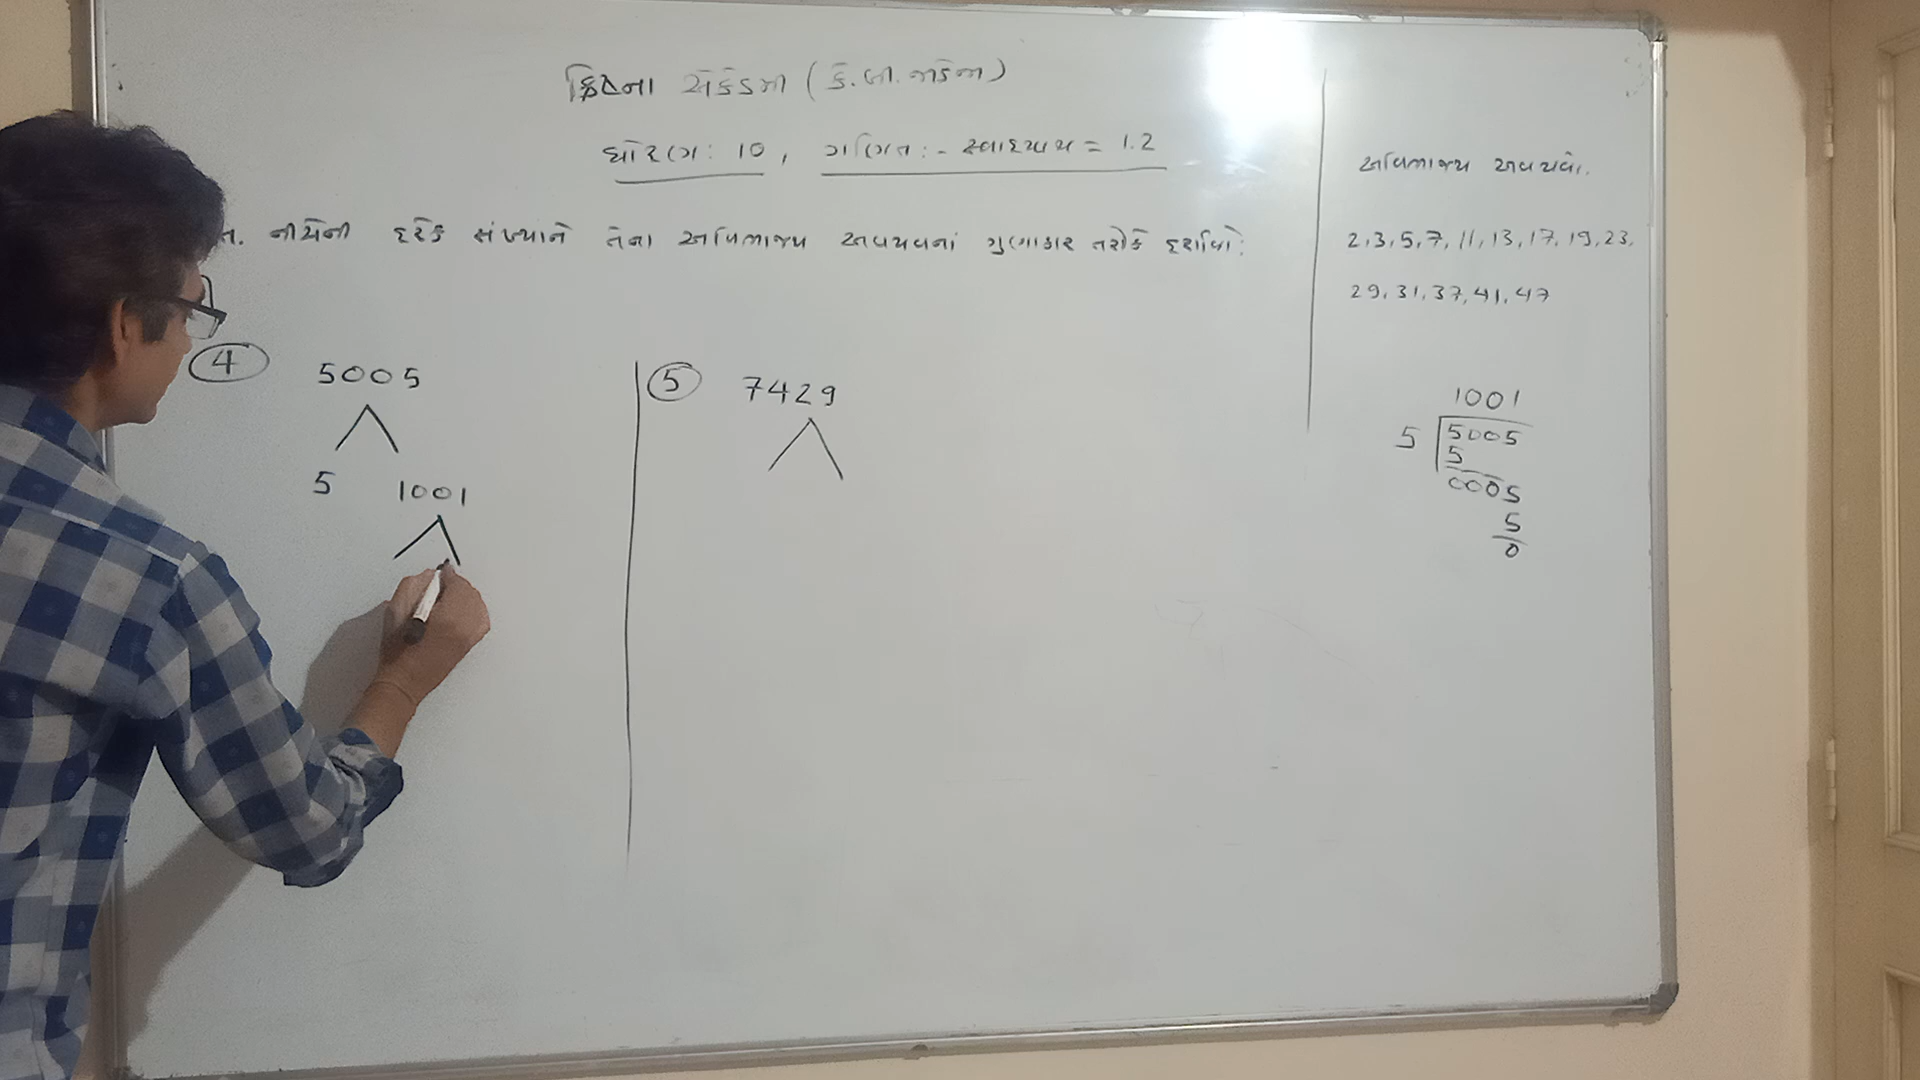 ક્રિષ્ના એકેડમી (કે.બી.જાડેજા)
ધોરણ: 10, ગણિત:- સ્વાધ્યાય = 1.2
ત. નીચેની દરેક સંખ્યાને તેના અવિભાજ્ય અવયવનાં ગુણાકાર તરીકે દર્શાવો:
4 5005
5 1001
5 7429
અવિભાજ્ય અવયવો.
2,3,5,7,11,13,17,19,23,
29,31,37,41,47
1001
5 5005
5
0005
5
0